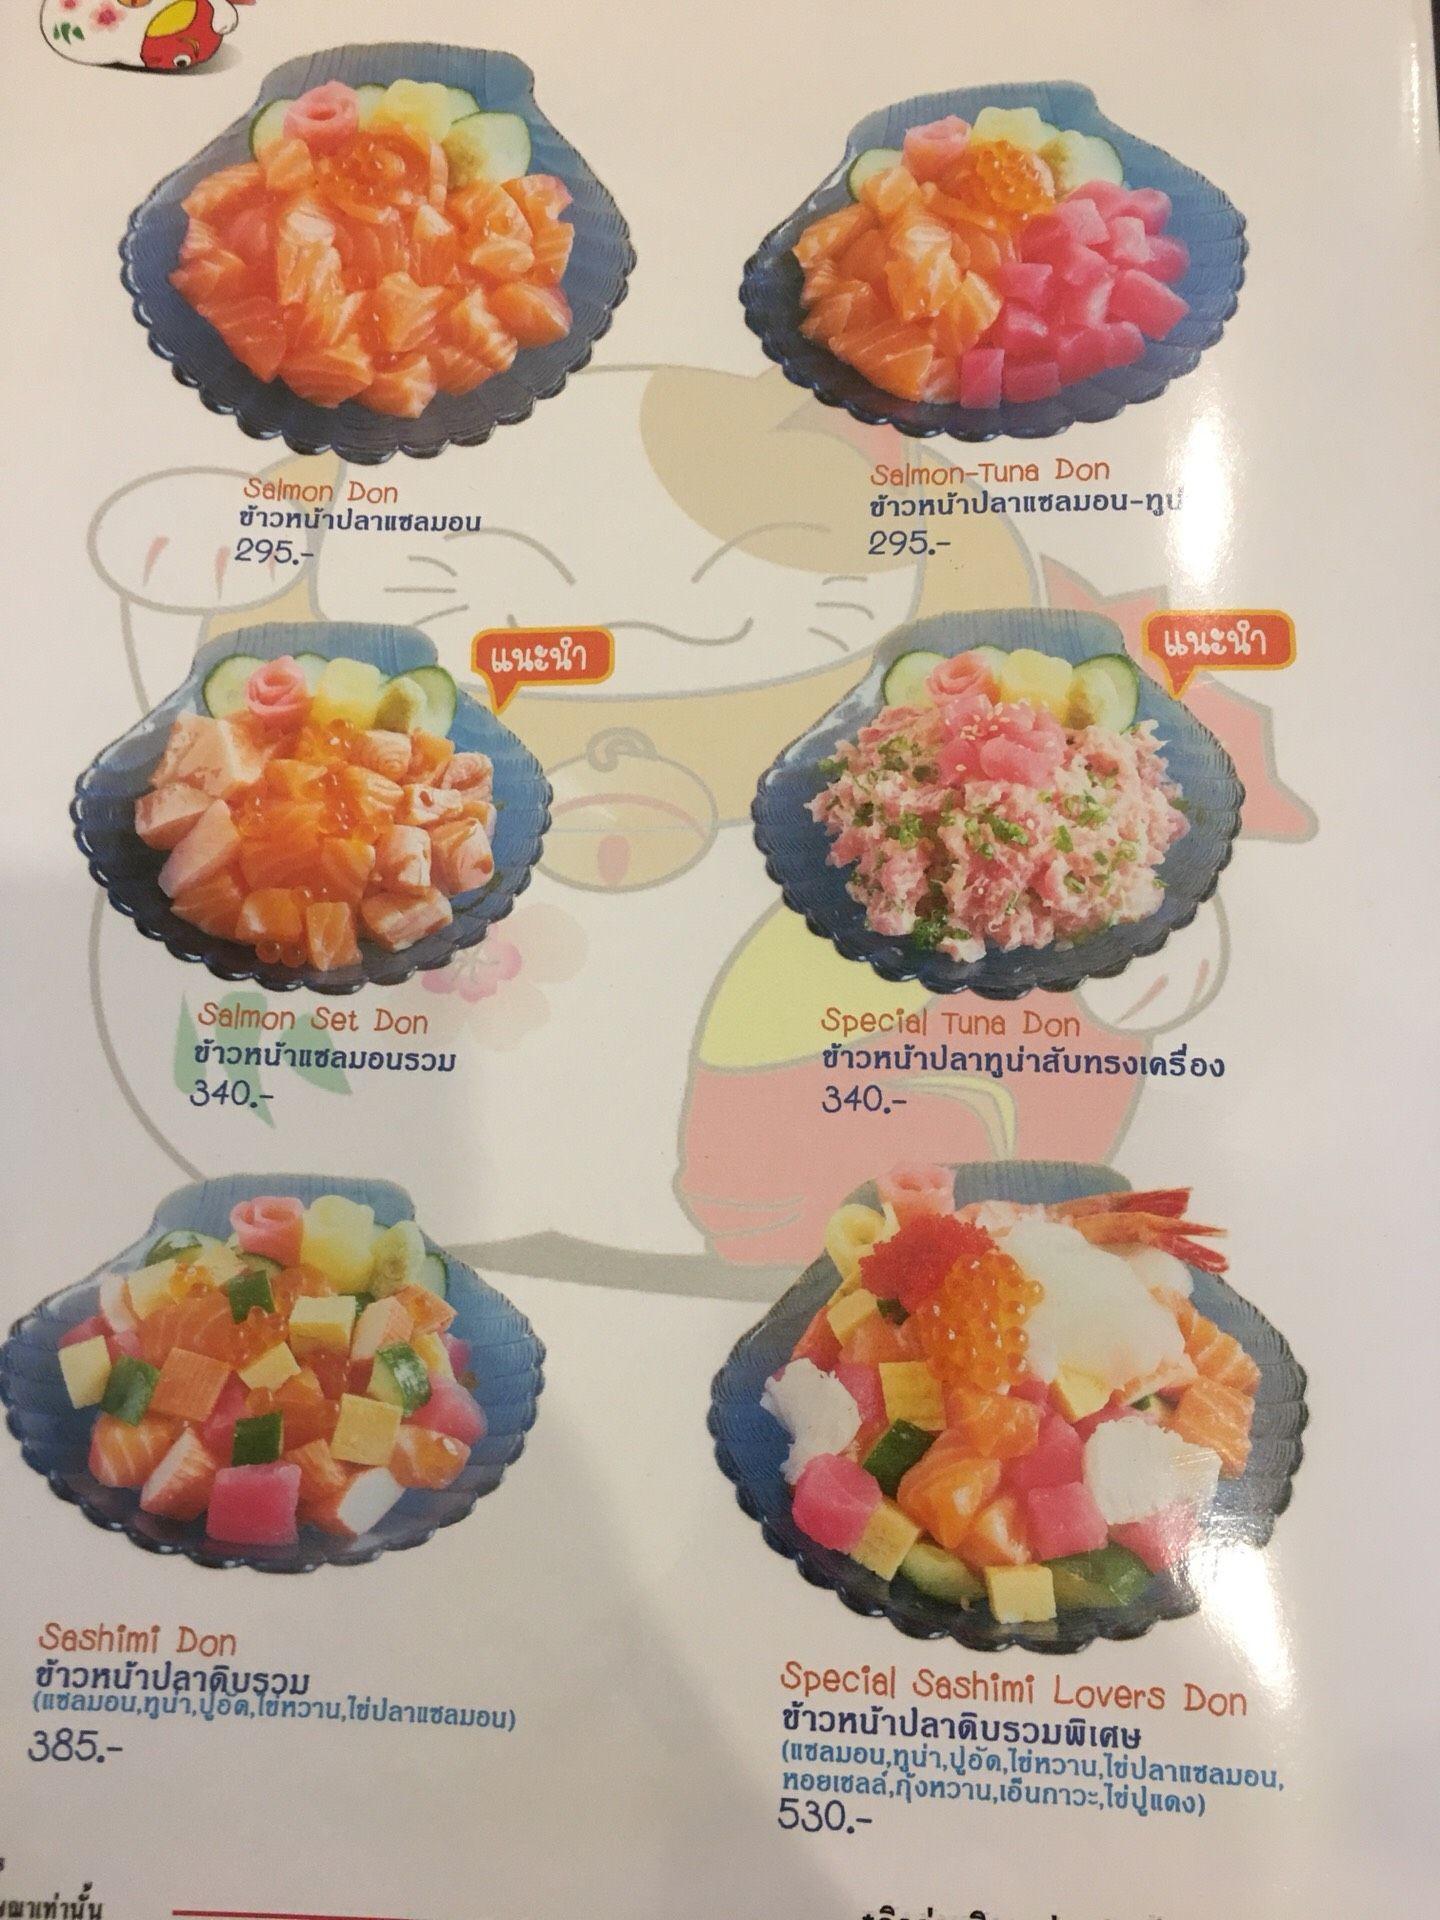 Salmon Don
ข้าวหน้าปลาแซลมอน
295.-
Salmon-Tuna Don
ข้าวหน้าปลาแซลมอน-ทูน
295.-
แนะนำ
Salmon Set Don
ข้าวหน้าแซลมอนรวม
340.-
แนะนำ
Special Tuna Don
ข้าวหน้าปลาทูน่าสับทรงเครื่อง
340.-
Sashimi Don
ข้าวหน้าปลาดิบรวม
(แซลมอน,ทูน่า,ปูอัด,ไข่หวาน,ไข่ปลาแซลมอน)
385.-
Special Sashimi Lovers Don
ข้าวหน้าปลาดิบรวมพิเศษ
(แซลมอน,ทูน่า,ปูอัด,ไข่หวาน,ไข่ปลาแซลมอน,
หอยเชลล์,กุ้งหวาน,เอ็นกาวะ,ไข่ปูแดง)
530.-
เท่านั้น